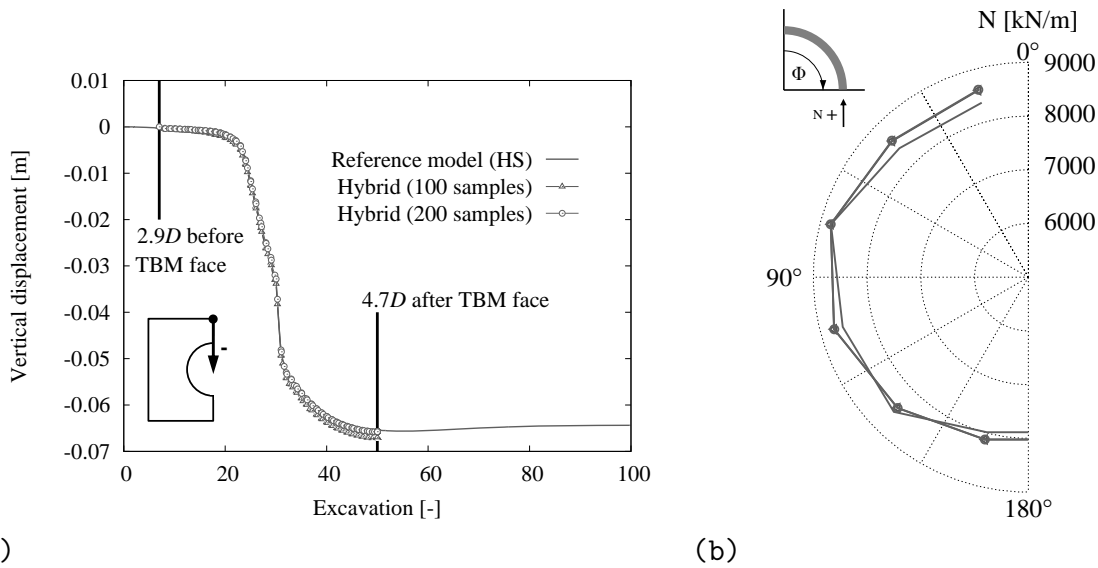 0.01
0
-0.01
-0.02
-0.03
-0.04
-0.05
-0.06
-0.07
Vertical displacement [m]
Reference model (HS)
Hybrid (100 samples)
Hybrid (200 samples)
2.9D before
TBM face
4.7D after TBM face
-
0 20 40 60 80 100
Excavation [-]
)
N [kN/m]
0°
9000
8000
7000
6000
Φ
N +
90°
180°
(b)